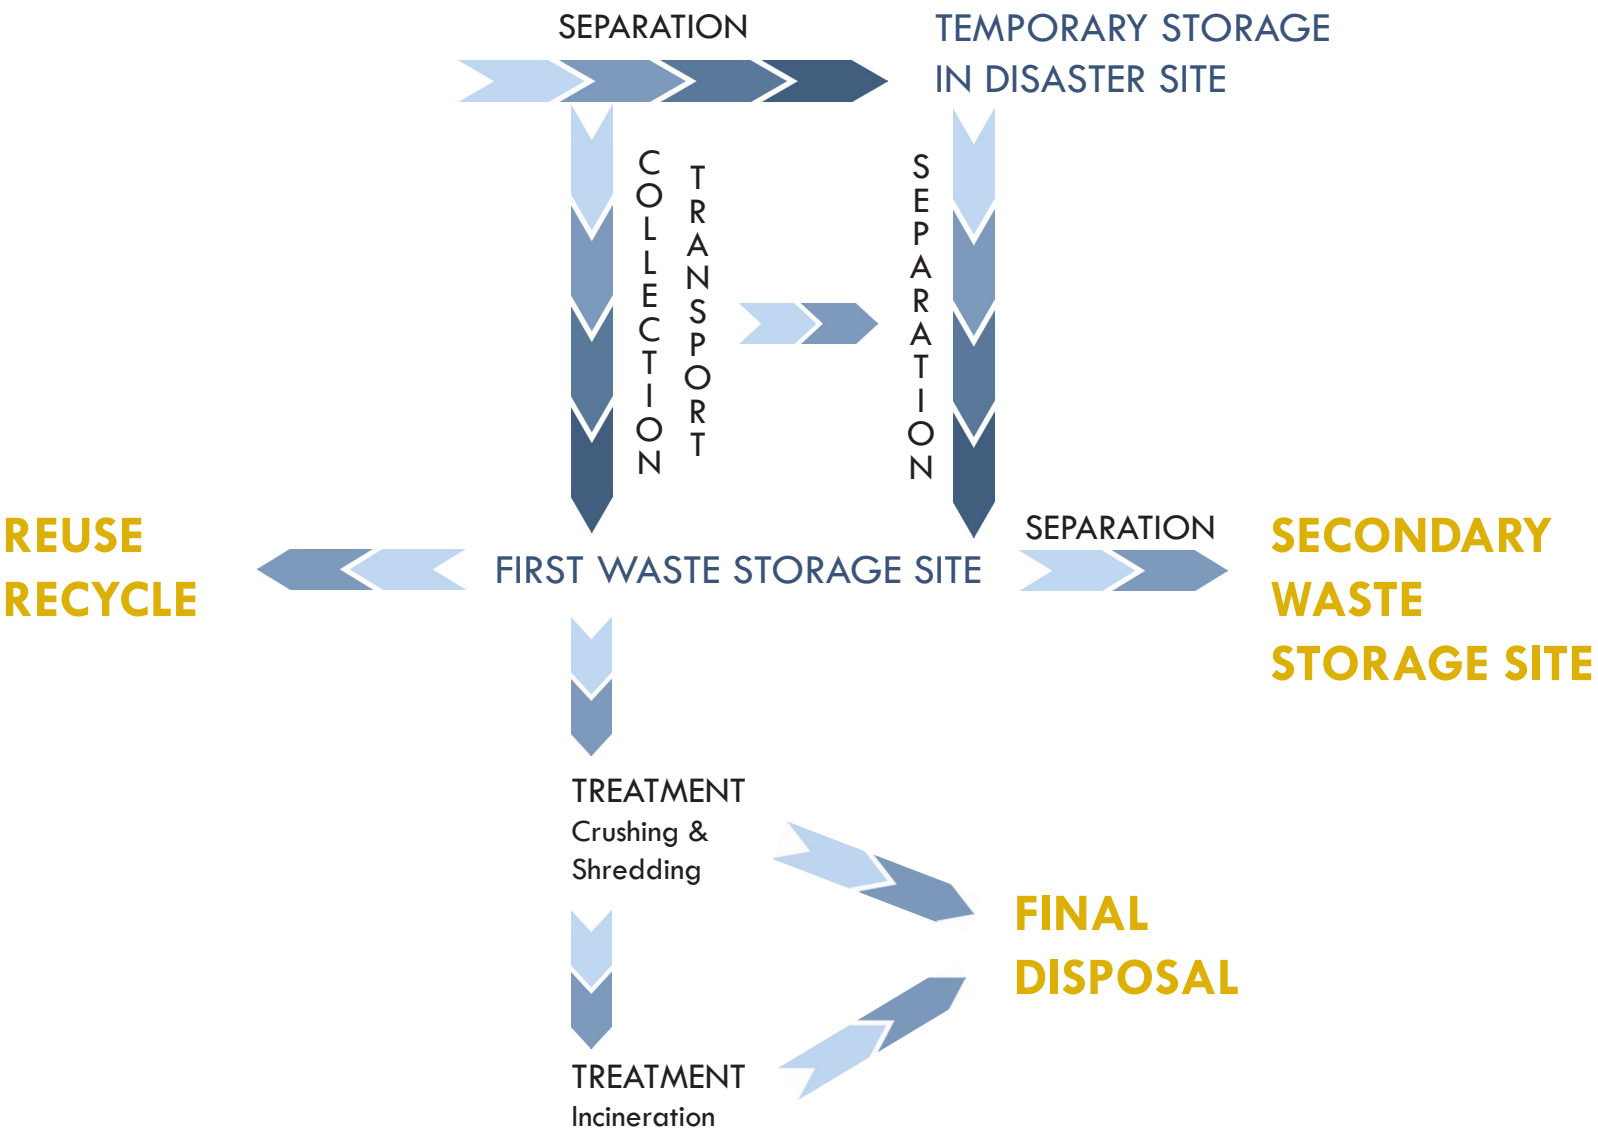 SEPARATION
TEMPORARY STORAGE
IN DISASTER SITE
COLLECTION
TRANSPORT
SEPARATION
REUSE
RECYCLE
FIRST WASTE STORAGE SITE
SEPARATION
SECONDARY
WASTE
STORAGE SITE
TREATMENT
Crushing &
Shredding
FINAL
DISPOSAL
TREATMENT
Incineration